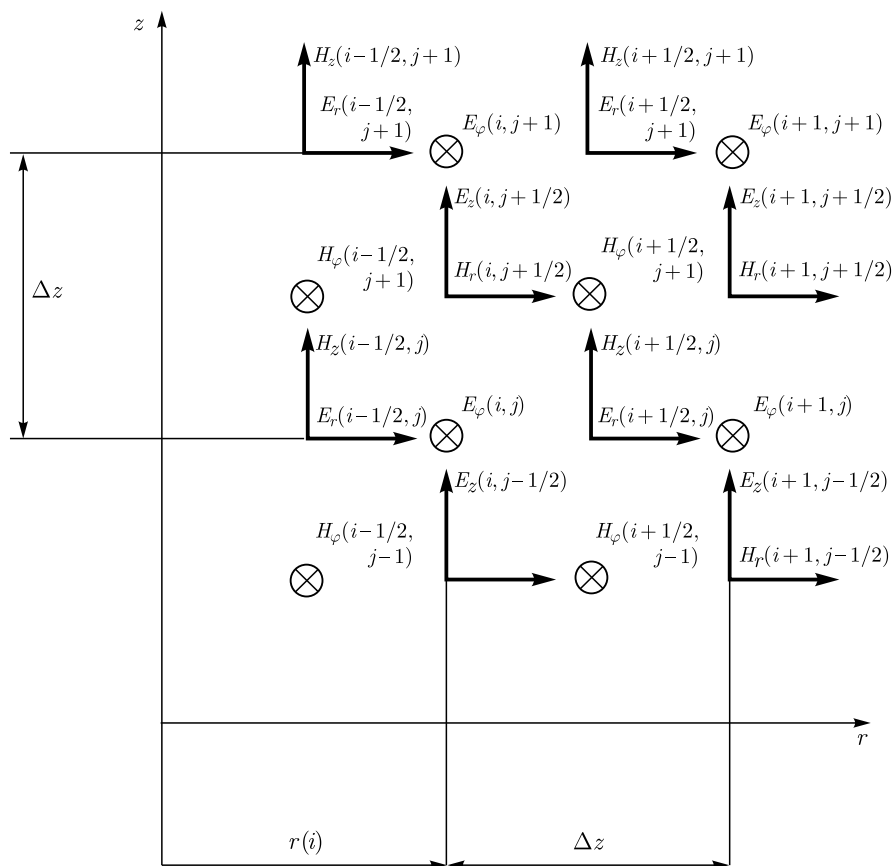 z
H_z(i−1/2, j+1)
H_z(i+1/2, j+1)
E_r(i−1/2,
j+1)
E_φ(i, j+1)
E_r(i+1/2,
j+1)
E_φ(i+1, j+1)
E_z(i, j+1/2)
E_z(i+1, j+1/2)
H_φ(i−1/2,
j+1)
H_r(i, j+1/2)
H_φ(i+1/2,
j+1)
H_r(i+1, j+1/2)
Δz
H_z(i−1/2, j)
H_z(i+1/2, j)
E_r(i−1/2, j)
E_φ(i, j)
E_r(i+1/2, j)
E_φ(i+1, j)
E_z(i, j−1/2)
E_z(i+1, j−1/2)
H_φ(i−1/2,
j−1)
H_φ(i+1/2,
j−1)
H_r(i+1, j−1/2)
r
r(i)
Δz